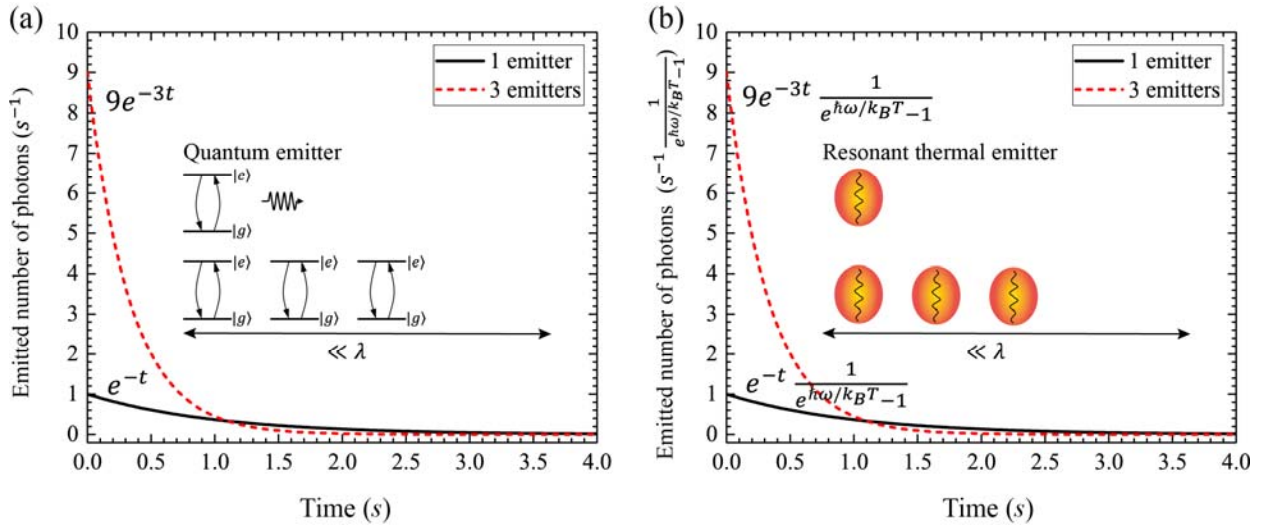 (a)
Emitted number of photons (s⁻¹)
10
9
8
7
6
5
4
3
2
1
0
1 emitter
3 emitters
9e⁻³ᵗ
Quantum emitter
|e⟩
|g⟩
|e⟩ |e⟩ |e⟩
|g⟩ |g⟩ |g⟩
≪ λ
e⁻ᵗ
0.0 0.5 1.0 1.5 2.0 2.5 3.0 3.5 4.0
Time (s)
(b)
Emitted number of photons (s⁻¹ 1/(e^{ħω/k_BT}−1))
10
9
8
7
6
5
4
3
2
1
0
1 emitter
3 emitters
9e⁻³ᵗ 1/(e^{ħω/k_BT}−1)
Resonant thermal emitter
≪ λ
e⁻ᵗ 1/(e^{ħω/k_BT}−1)
0.0 0.5 1.0 1.5 2.0 2.5 3.0 3.5 4.0
Time (s)